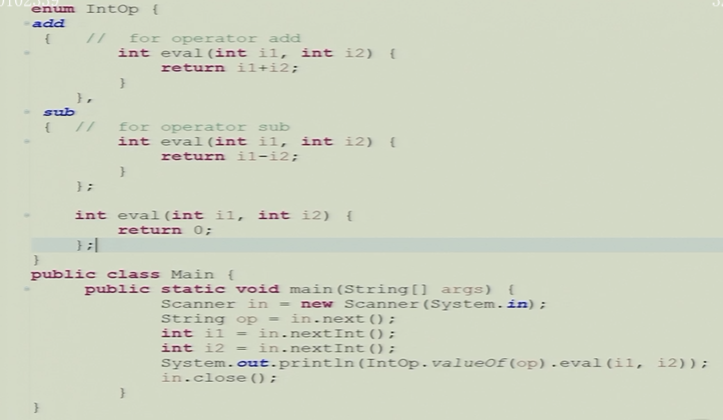 enum IntOp {
add
{    //  for operator add
int eval(int i1, int i2) {
return i1+i2;
}
},
sub
{   //  for operator sub
int eval(int i1, int i2) {
return i1-i2;
}
};
int eval(int i1, int i2) {
return 0;
};
}
public class Main {
public static void main(String[] args) {
Scanner in = new Scanner(System.in);
String op = in.next();
int i1 = in.nextInt();
int i2 = in.nextInt();
System.out.println(IntOp.valueOf(op).eval(i1, i2));
in.close();
}
}